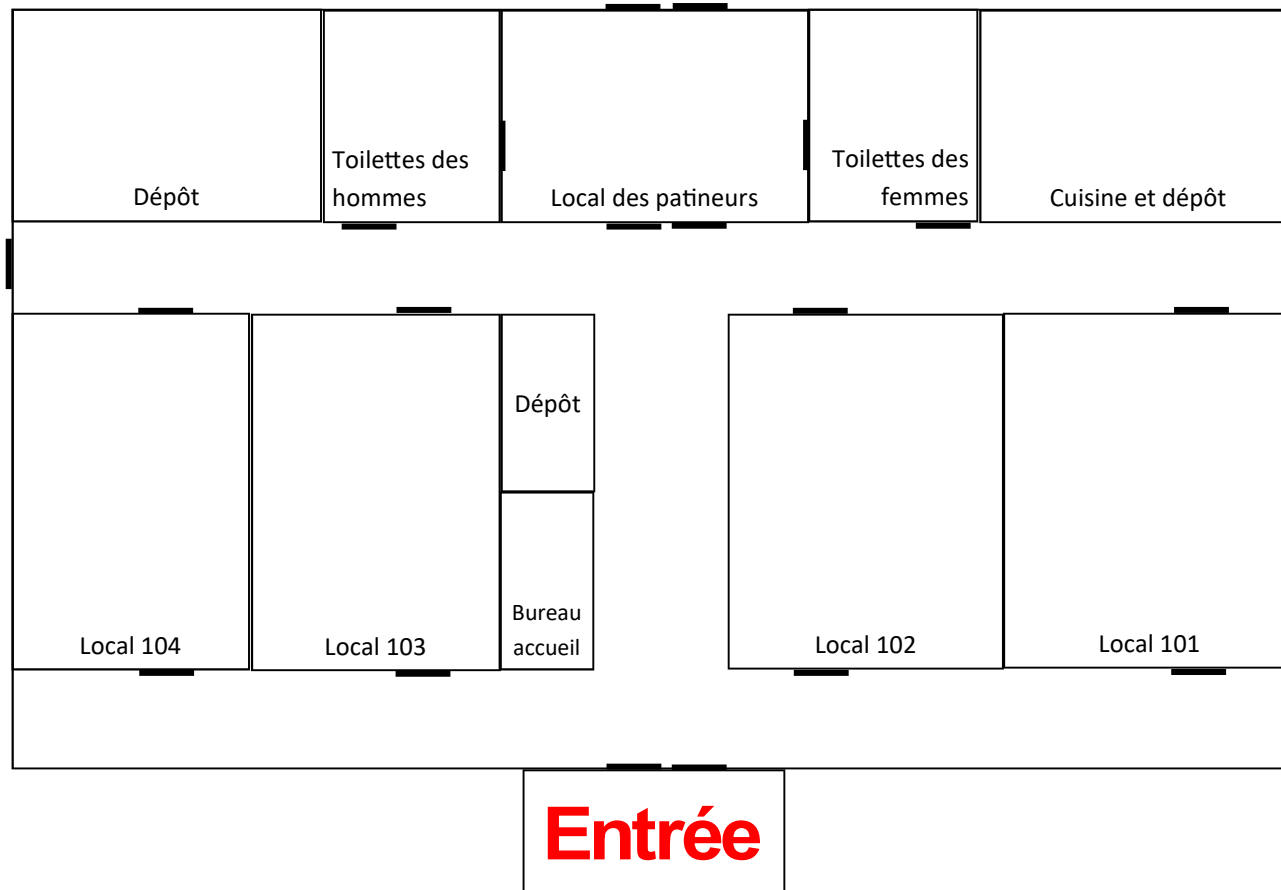 Dépôt
Toilettes des
hommes
Local des patineurs
Toilettes des
femmes
Cuisine et dépôt
Dépôt
Local 104
Local 103
Bureau
accueil
Local 102
Local 101
Entrée